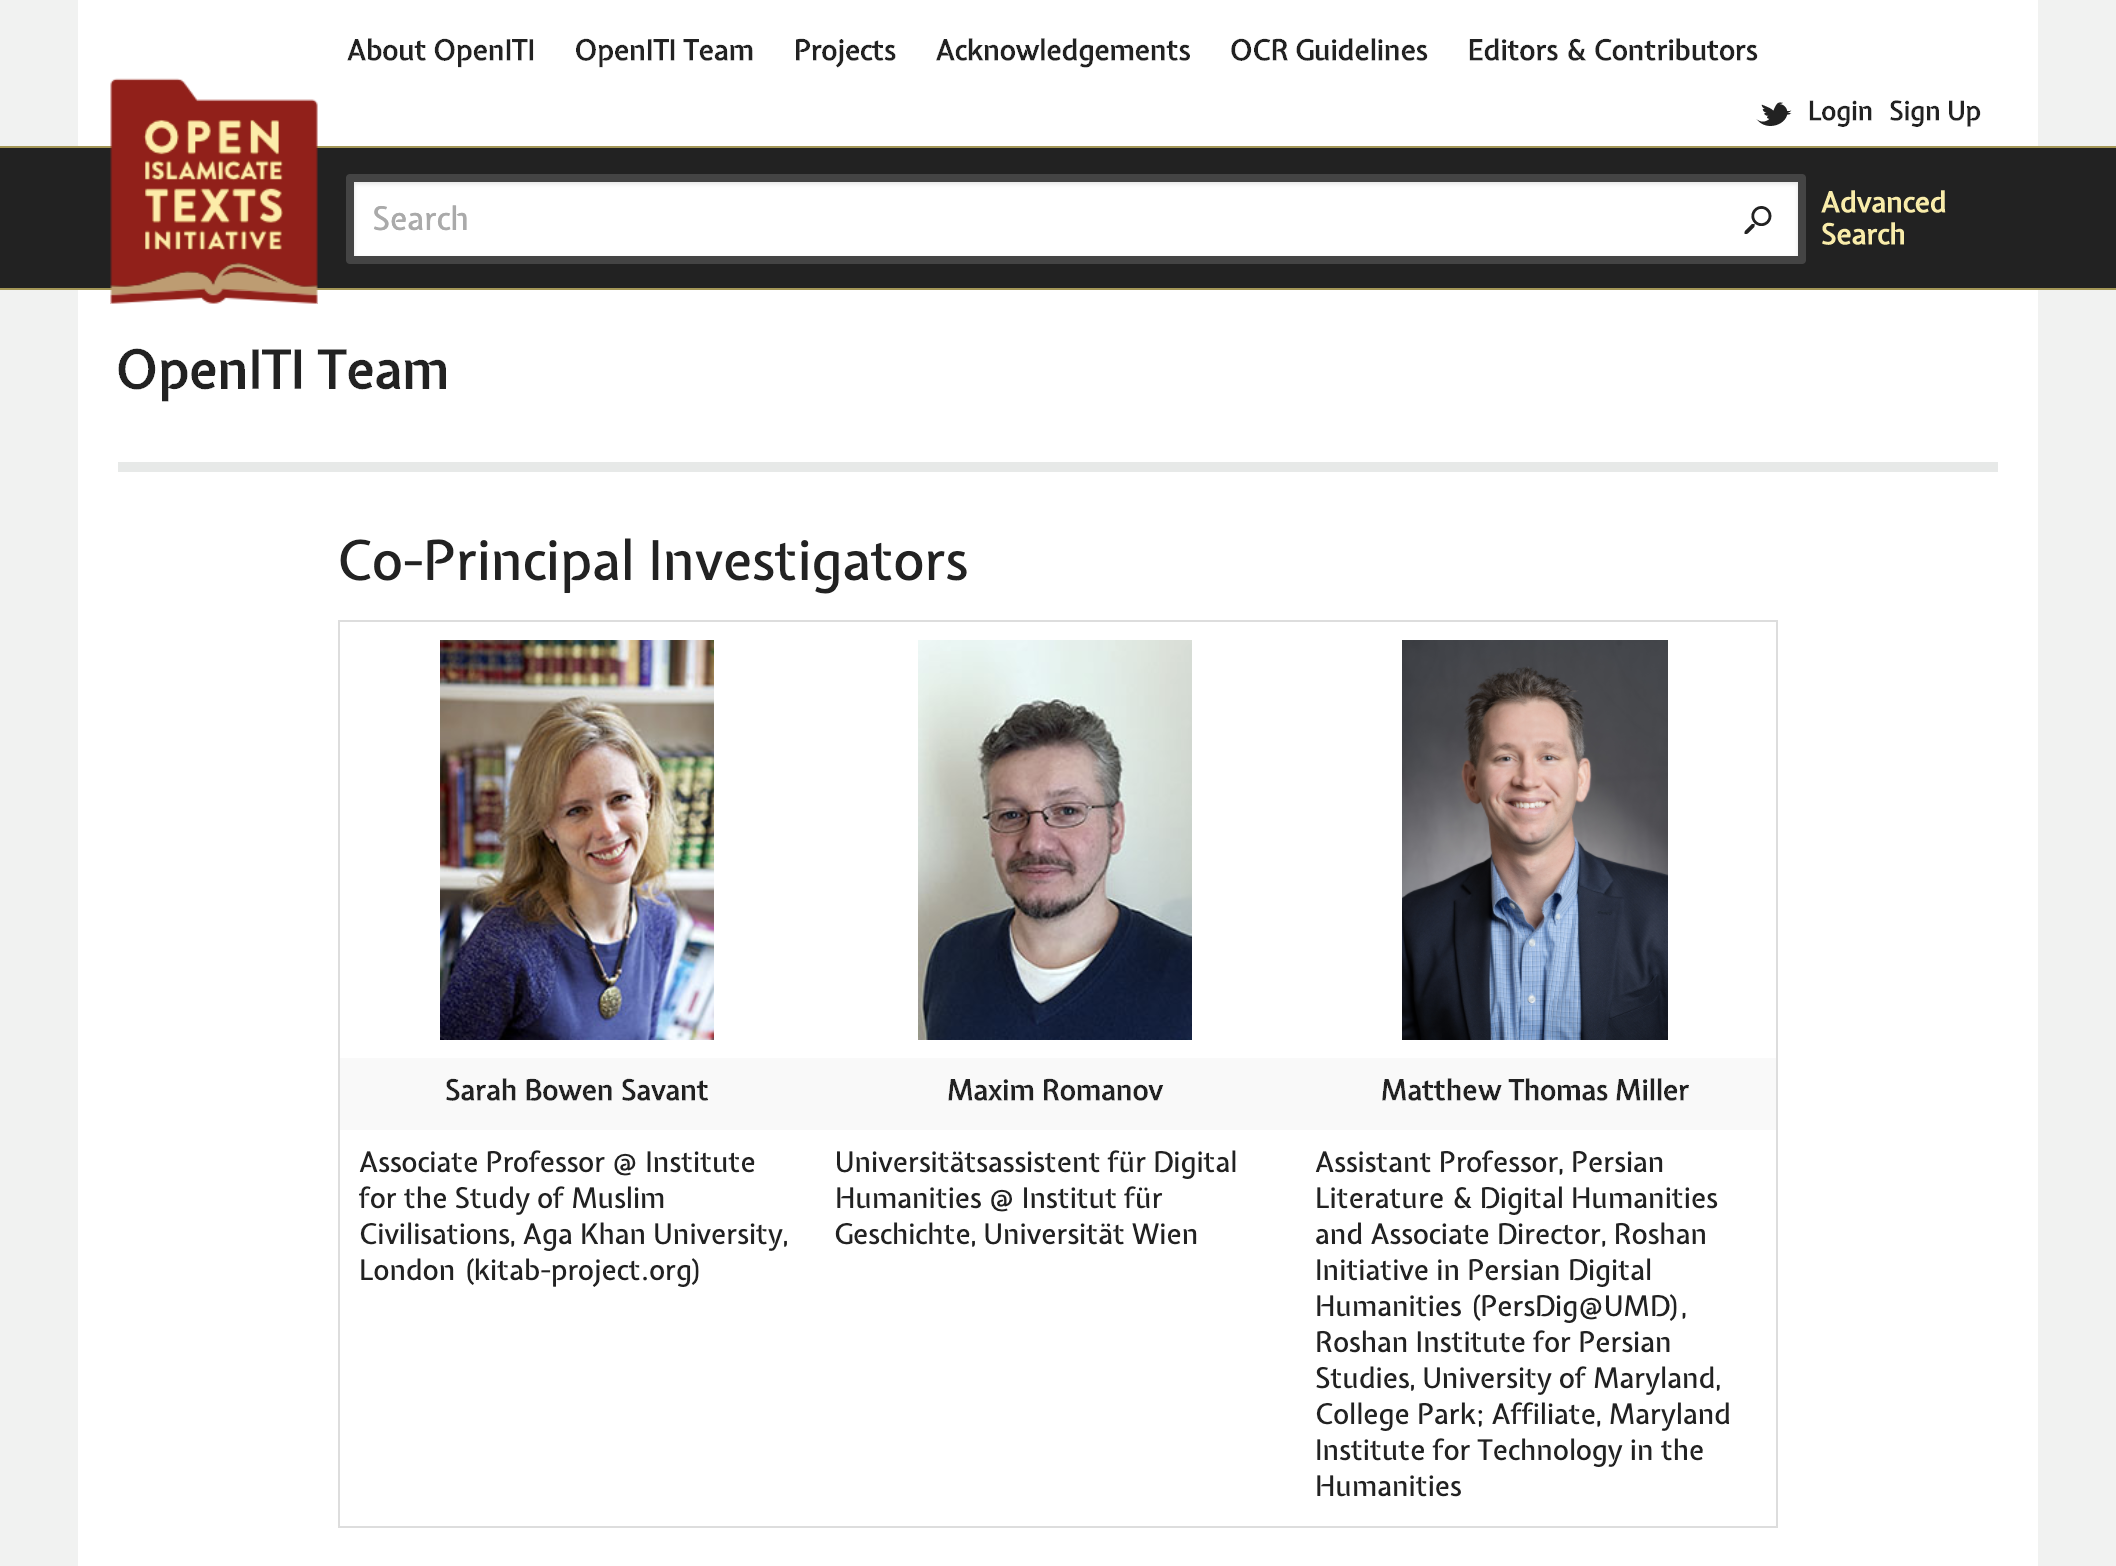 About OpenITI OpenITI Team Projects Acknowledgements OCR Guidelines Editors & Contributors
Login Sign Up
OPEN
ISLAMICATE
TEXTS
INITIATIVE
Search
Advanced
Search
OpenITI Team
Co-Principal Investigators
Sarah Bowen Savant
Maxim Romanov
Matthew Thomas Miller
Associate Professor @ Institute
for the Study of Muslim
Civilisations, Aga Khan University,
London (kitab-project.org)
Universitätsassistent für Digital
Humanities @ Institut für
Geschichte, Universität Wien
Assistant Professor, Persian
Literature & Digital Humanities
and Associate Director, Roshan
Initiative in Persian Digital
Humanities (PersDig@UMD),
Roshan Institute for Persian
Studies, University of Maryland,
College Park; Affiliate, Maryland
Institute for Technology in the
Humanities